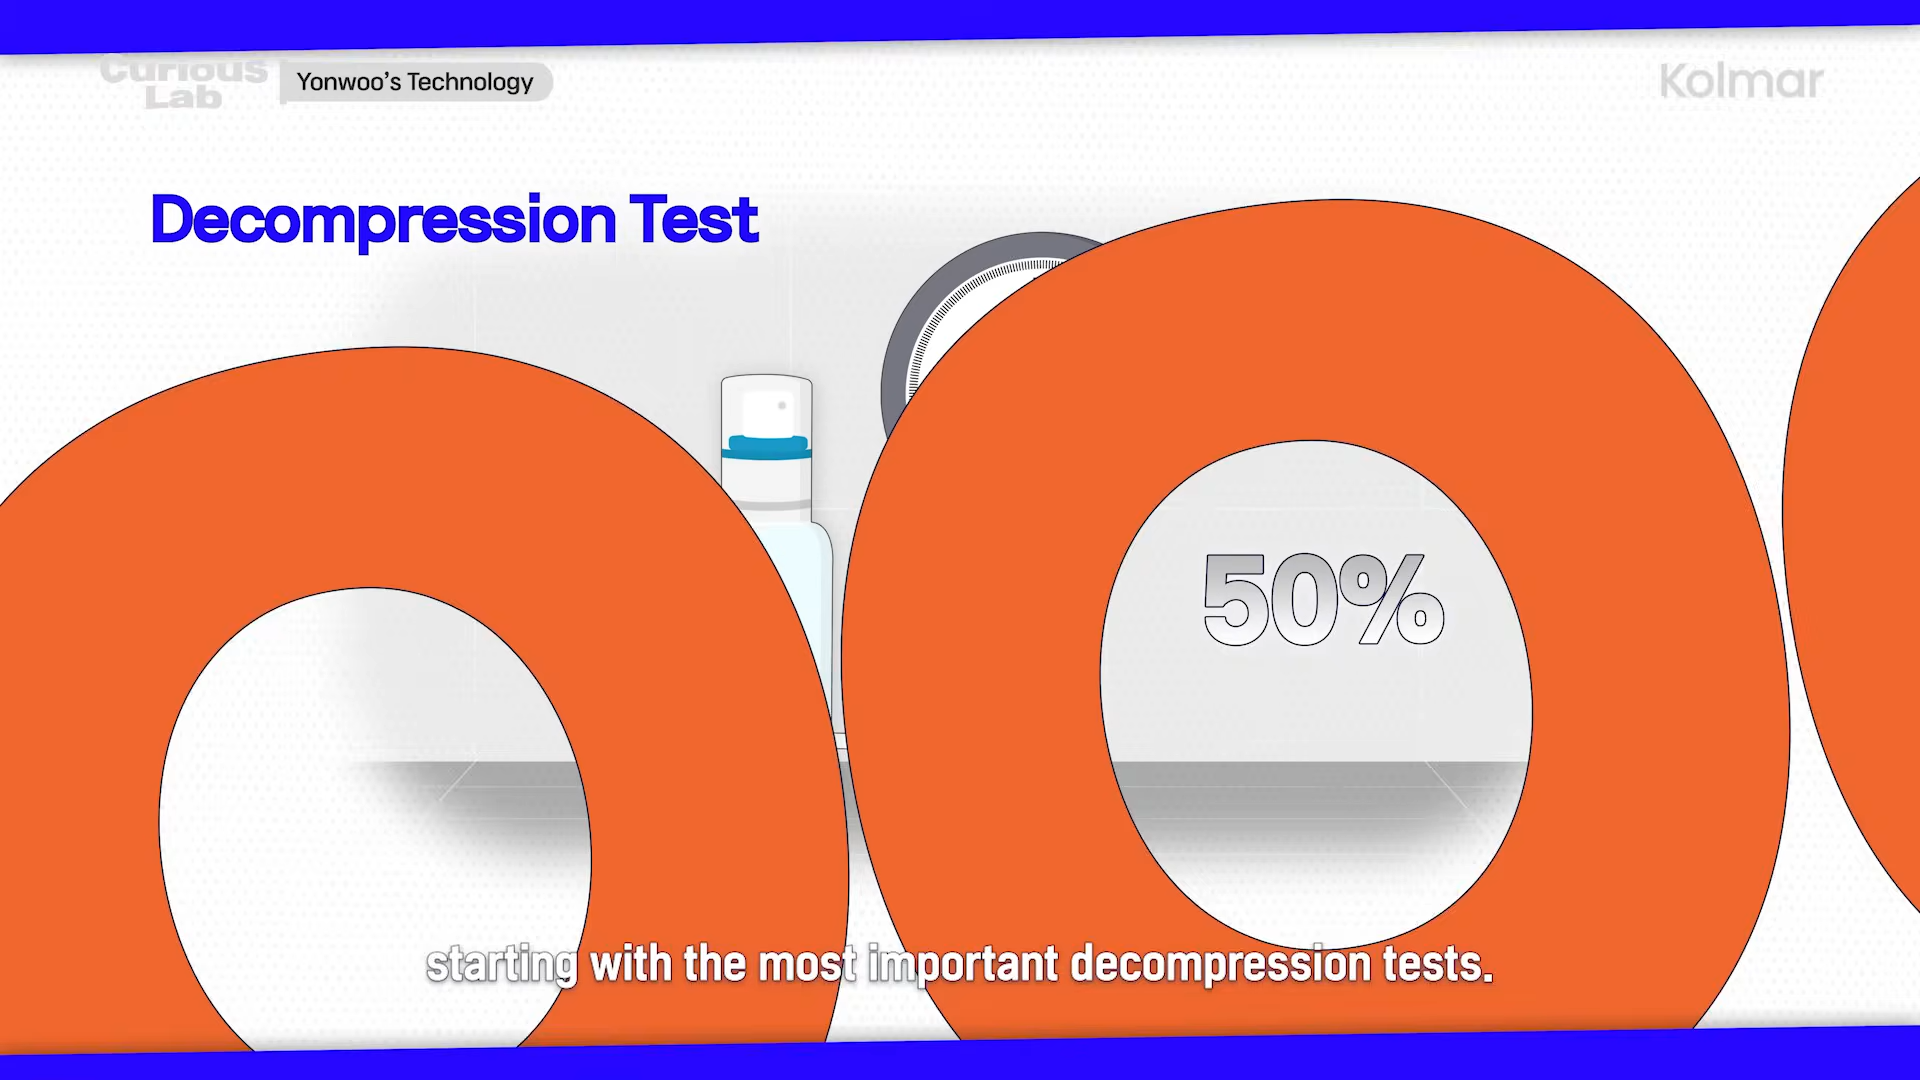 Curious
Lab
Yonwoo's Technology
Kolmar
Decompression Test
50%
starting with the most important decompression tests.